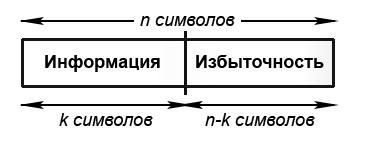 n символов
Информация Избыточность
k символов n-k символов